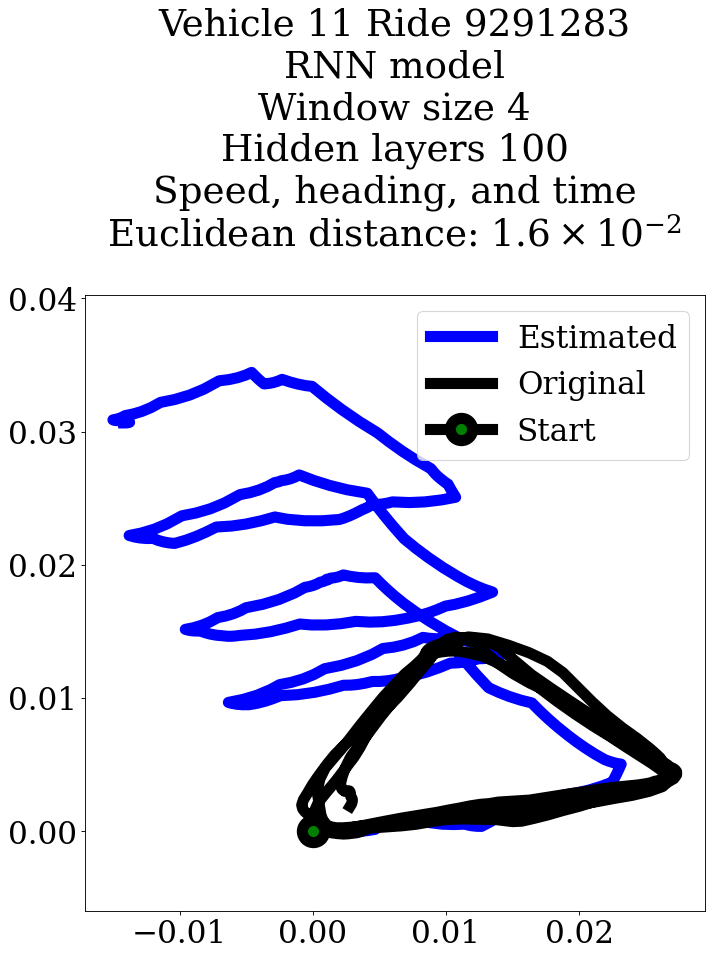 Vehicle 11 Ride 9291283
RNN model
Window size 4
Hidden layers 100
Speed, heading, and time
Euclidean distance: 1.6 × 10⁻²
0.04
Estimated
Original
Start
0.03
0.02
0.01
0.00
−0.01 0.00 0.01 0.02